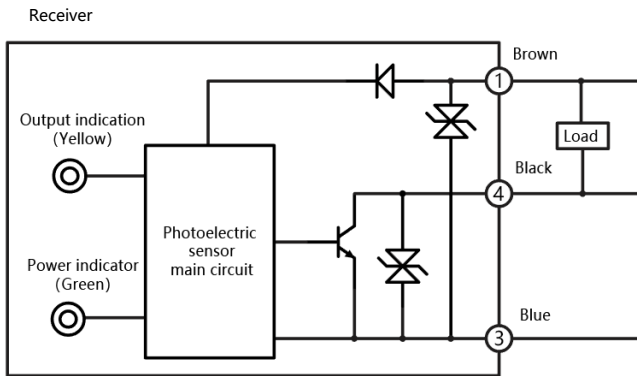 Receiver
Brown
1
Output indication
(Yellow)
Load
Black
4
Photoelectric
sensor
main circuit
Power indicator
(Green)
Blue
3